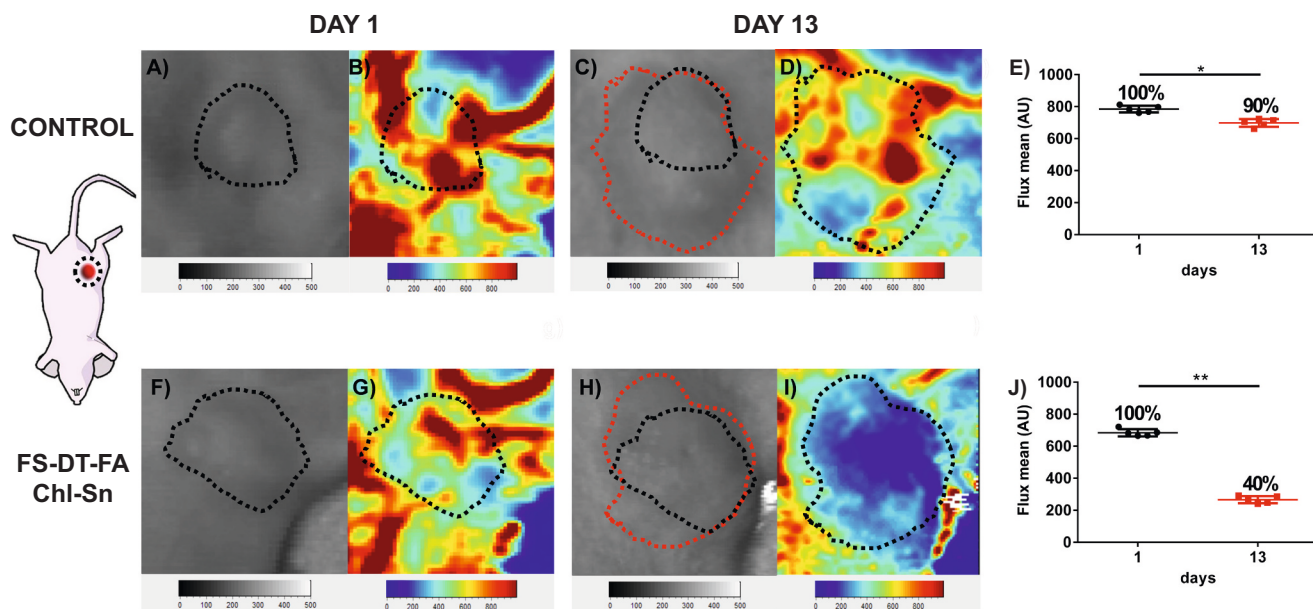 DAY 1
DAY 13
CONTROL
A)
B)
0 100 200 300 400 500
0 200 400 600 800
C)
D)
0 100 200 300 400 500
0 200 400 600 800
E)
*
100%
90%
1000
800
600
400
200
0
Flux mean (AU)
1 13
days
FS-DT-FA
Chl-Sn
F)
G)
0 100 200 300 400 500
0 200 400 600 800
H)
I)
0 100 200 300 400 500
0 200 400 600 800
J)
**
100%
40%
1000
800
600
400
200
0
Flux mean (AU)
1 13
days